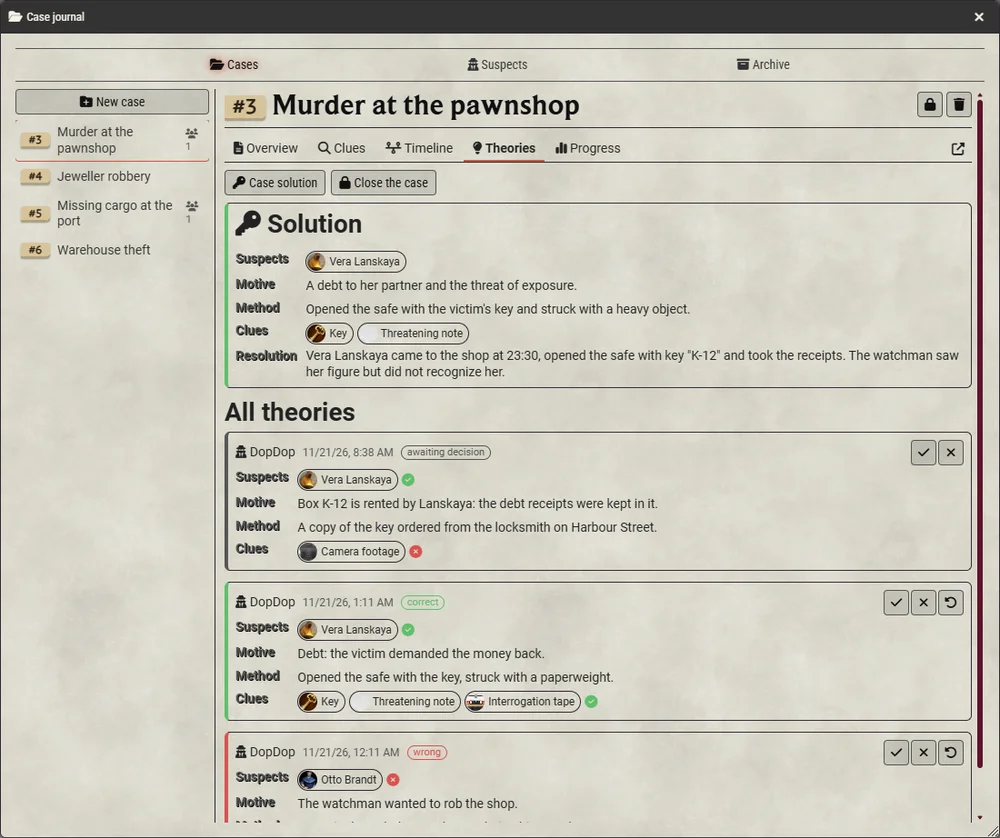 Case journal
Cases
Suspects
Archive
New case
#3 Murder at the
pawnshop
1
#4 Jeweller robbery
#5 Missing cargo at the
port
1
#6 Warehouse theft
#3 Murder at the pawnshop
Overview
Clues
Timeline
Theories
Progress
Case solution
Close the case
Solution
Suspects Vera Lanskaya
Motive A debt to her partner and the threat of exposure.
Method Opened the safe with the victim's key and struck with a heavy object.
Clues Key Threatening note
Resolution Vera Lanskaya came to the shop at 23:30, opened the safe with key "K-12" and took the receipts. The watchman saw
her figure but did not recognize her.
All theories
DopDop 11/21/26, 8:38 AM awaiting decision
Suspects Vera Lanskaya
Motive Box K-12 is rented by Lanskaya: the debt receipts were kept in it.
Method A copy of the key ordered from the locksmith on Harbour Street.
Clues Camera footage
DopDop 11/21/26, 1:11 AM correct
Suspects Vera Lanskaya
Motive Debt: the victim demanded the money back.
Method Opened the safe with the key, struck with a paperweight.
Clues Key Threatening note Interrogation tape
DopDop 11/21/26, 12:11 AM wrong
Suspects Otto Brandt
Motive The watchman wanted to rob the shop.